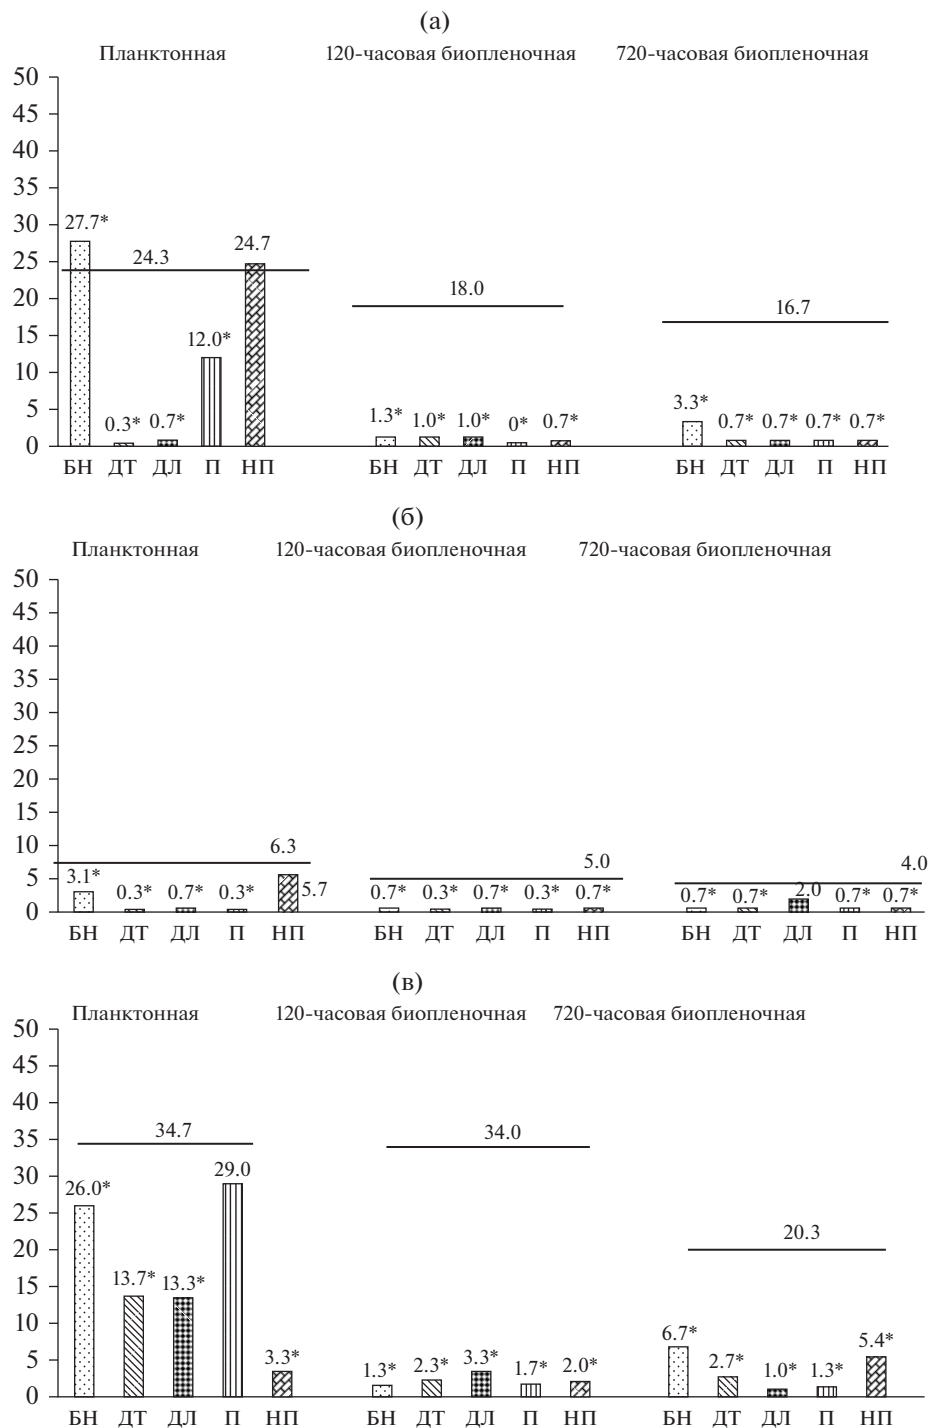 (а)
Планктонная 120-часовая биопленочная 720-часовая биопленочная
50
45
40
35
30
25
20
15
10
5
0
27.7* 24.3 24.7
0.3* 0.7* 12.0*
18.0
1.3* 1.0* 1.0* 0* 0.7*
16.7
3.3* 0.7* 0.7* 0.7* 0.7*
БН ДТ ДЛ П НП БН ДТ ДЛ П НП БН ДТ ДЛ П НП
(б)
Планктонная 120-часовая биопленочная 720-часовая биопленочная
50
45
40
35
30
25
20
15
10
5
0
6.3
3.1* 0.3* 0.7* 0.3* 5.7
5.0
0.7* 0.3* 0.7* 0.3* 0.7*
4.0
0.7* 0.7* 2.0 0.7* 0.7*
БН ДТ ДЛ П НП БН ДТ ДЛ П НП БН ДТ ДЛ П НП
(в)
Планктонная 120-часовая биопленочная 720-часовая биопленочная
50
45
40
35
30
25
20
15
10
5
0
34.7
26.0* 13.7* 13.3* 29.0 3.3*
34.0
1.3* 2.3* 3.3* 1.7* 2.0*
20.3
6.7* 2.7* 1.0* 1.3* 5.4*
БН ДТ ДЛ П НП БН ДТ ДЛ П НП БН ДТ ДЛ П НП